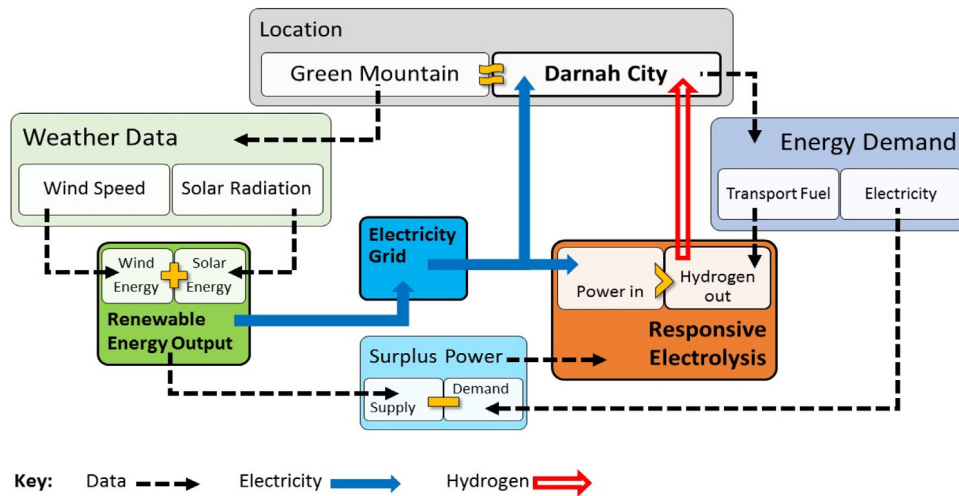 Location
Green Mountain
Darnah City
Weather Data
Wind Speed
Solar Radiation
Energy Demand
Transport Fuel
Electricity
Wind
Energy
Solar
Energy
Renewable
Energy Output
Electricity
Grid
Power in
Hydrogen
out
Responsive
Electrolysis
Surplus Power
Supply
Demand
Key:
Data
Electricity
Hydrogen